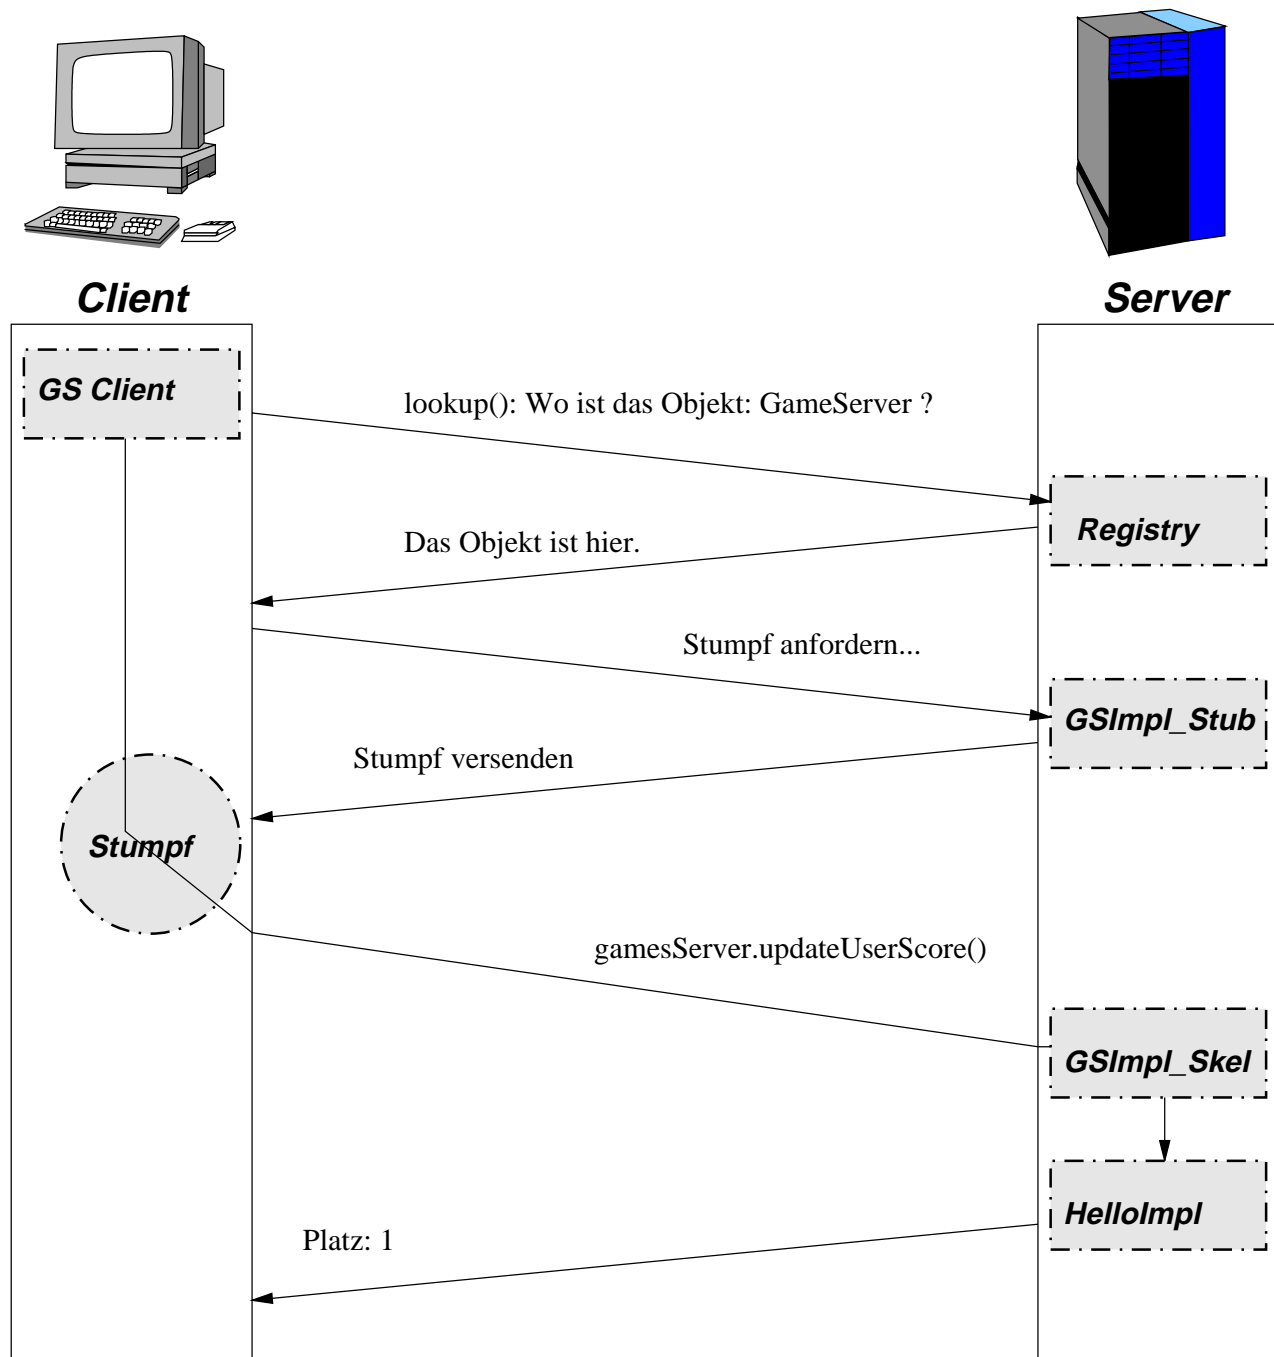 Client
Server
GS Client
lookup(): Wo ist das Objekt: GameServer ?
Registry
Das Objekt ist hier.
Stumpf anfordern...
GSImpl_Stub
Stumpf versenden
Stumpf
gamesServer.updateUserScore()
GSImpl_Skel
HelloImpl
Platz: 1